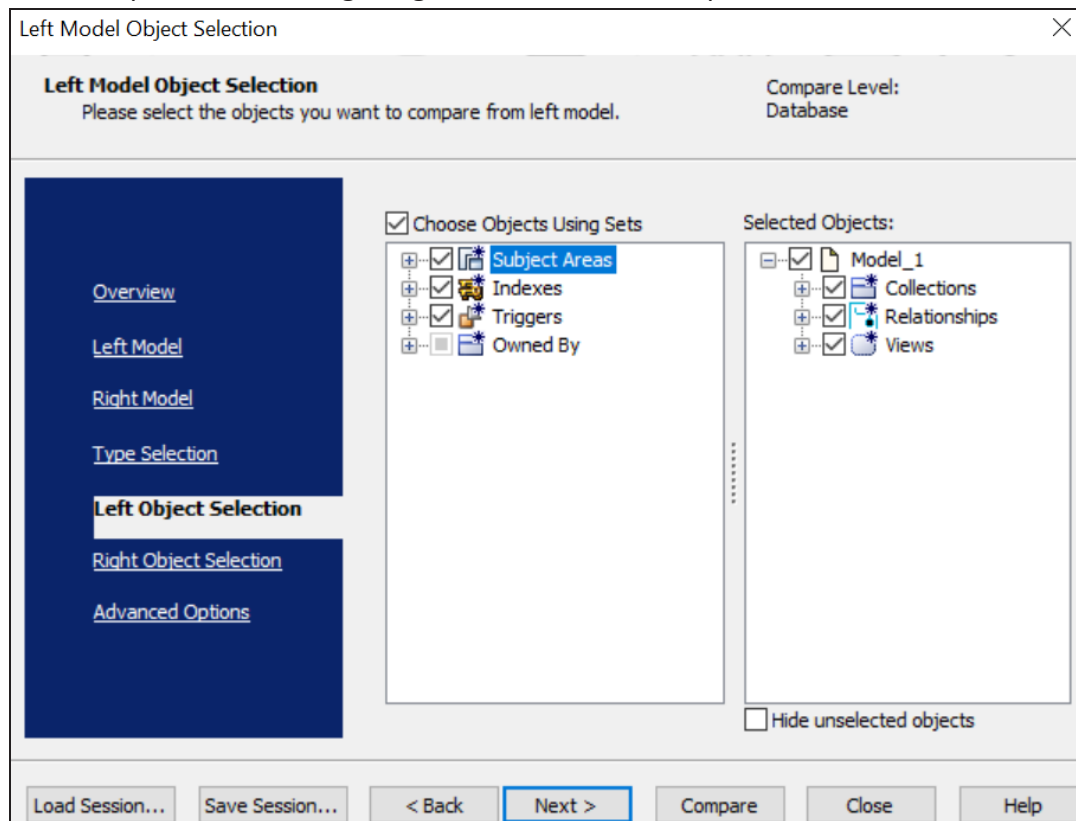 Left Model Object Selection
Left Model Object Selection
Please select the objects you want to compare from left model.
Compare Level:
Database
Overview
Left Model
Right Model
Type Selection
Left Object Selection
Right Object Selection
Advanced Options
Choose Objects Using Sets
Subject Areas
Indexes
Triggers
Owned By
Selected Objects:
Model_1
Collections
Relationships
Views
Hide unselected objects
Load Session...
Save Session...
< Back
Next >
Compare
Close
Help